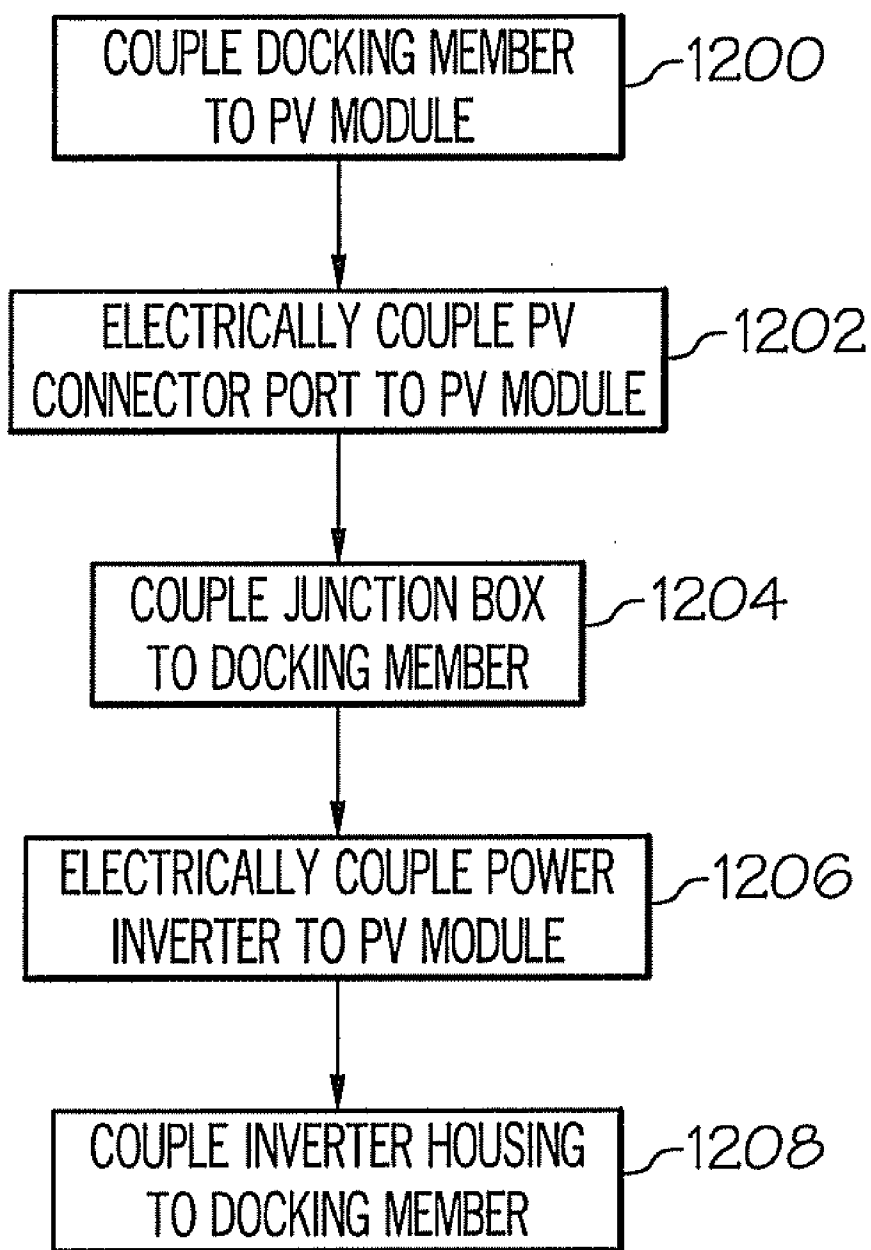 COUPLE DOCKING MEMBER
TO PV MODULE
1200
ELECTRICALLY COUPLE PV
CONNECTOR PORT TO PV MODULE
1202
COUPLE JUNCTION BOX
TO DOCKING MEMBER
1204
ELECTRICALLY COUPLE POWER
INVERTER TO PV MODULE
1206
COUPLE INVERTER HOUSING
TO DOCKING MEMBER
1208